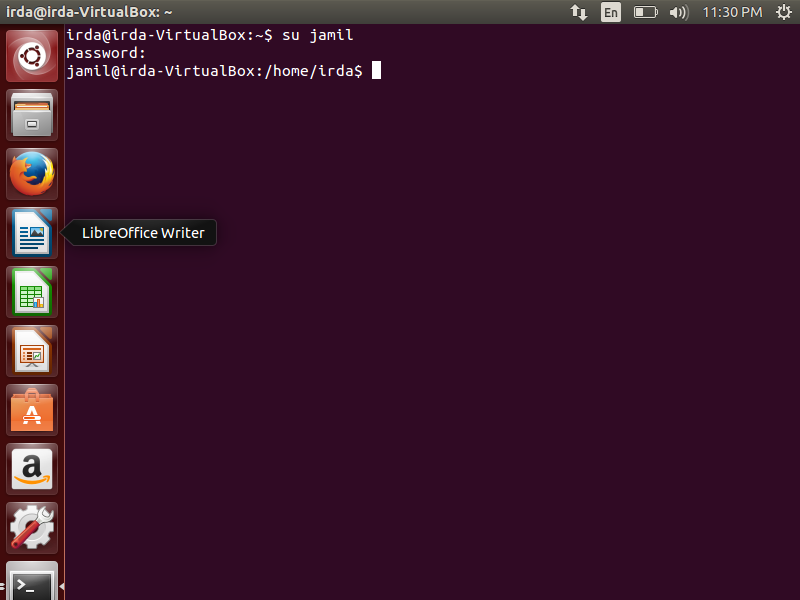 irda@irda-VirtualBox: ~
En
11:30 PM
irda@irda-VirtualBox:~$ su jamil
Password:
jamil@irda-VirtualBox:/home/irda$
LibreOffice Writer
A
a
>_